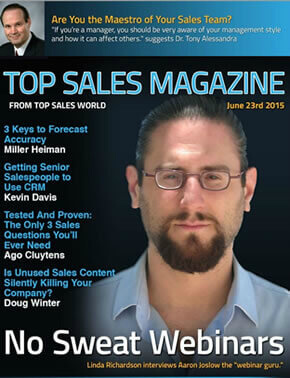 Are You the Maestro of Your Sales Team?
"If you're a manager, you should be very aware of your management style
and how it can affect others." suggests Dr. Tony Alessandra
TOP SALES MAGAZINE
FROM TOP SALES WORLD
June 23rd 2015
3 Keys to Forecast
Accuracy
Miller Heiman
Getting Senior
Salespeople to
Use CRM
Kevin Davis
Tested And Proven:
The Only 3 Sales
Questions You'll
Ever Need
Ago Cluytens
Is Unused Sales Content
Silently Killing Your
Company?
Doug Winter
No Sweat Webinars
Linda Richardson interviews Aaron Joslow the "webinar guru."